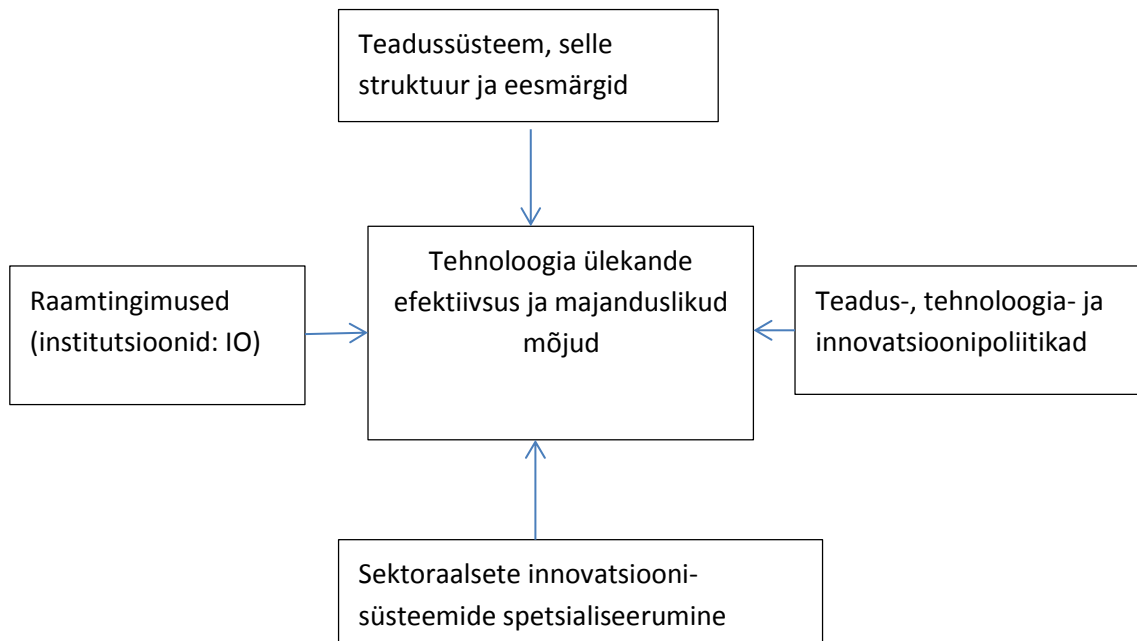 Teadussüsteem, selle
struktuur ja eesmärgid
Raamtingimused
(institutsioonid: IO)
Tehnoloogia ülekande
efektiivsus ja majanduslikud
mõjud
Teadus-, tehnoloogia- ja
innovatsioonipoliitikad
Sektoraalsete innovatsiooni-
süsteemide spetsialiseerumine